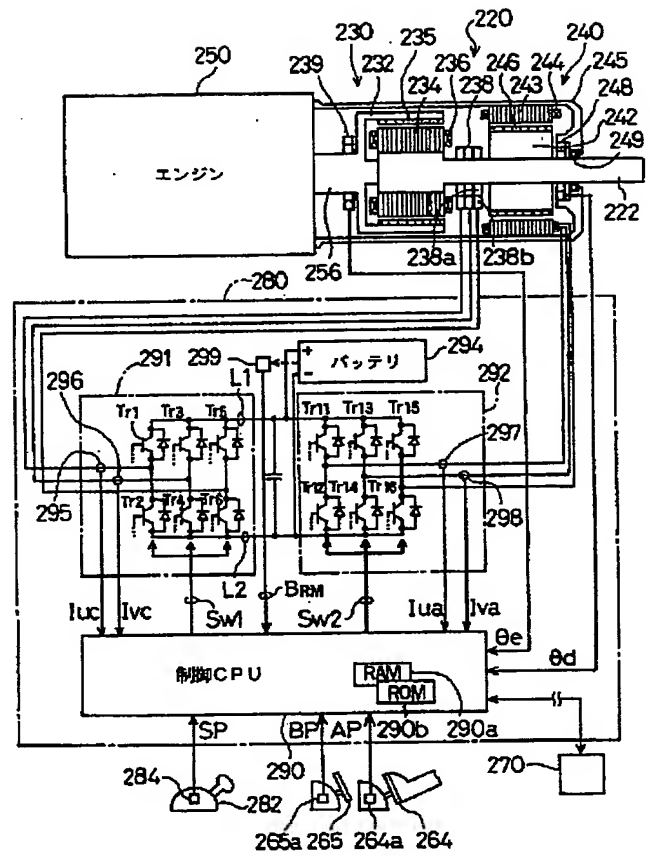 220
230 235 246 240
239 232 234 236 238 243 244 245
248
242
249
250
エンジン
256
238a 238b
222
280
291 299 294
バッテリ
+
−
292
296
L1
Tr1 Tr3 Tr5
Tr11 Tr13 Tr15
297
295
Tr2 Tr4 Tr6
Tr12 Tr14 Tr16
298
L2
Iuc Ivc SW1 BRM SW2 Iua Iva
θe
θd
制御CPU
RAM
ROM
SP BP AP
290 290b 290a
270
284 282
265a 265 264a 264